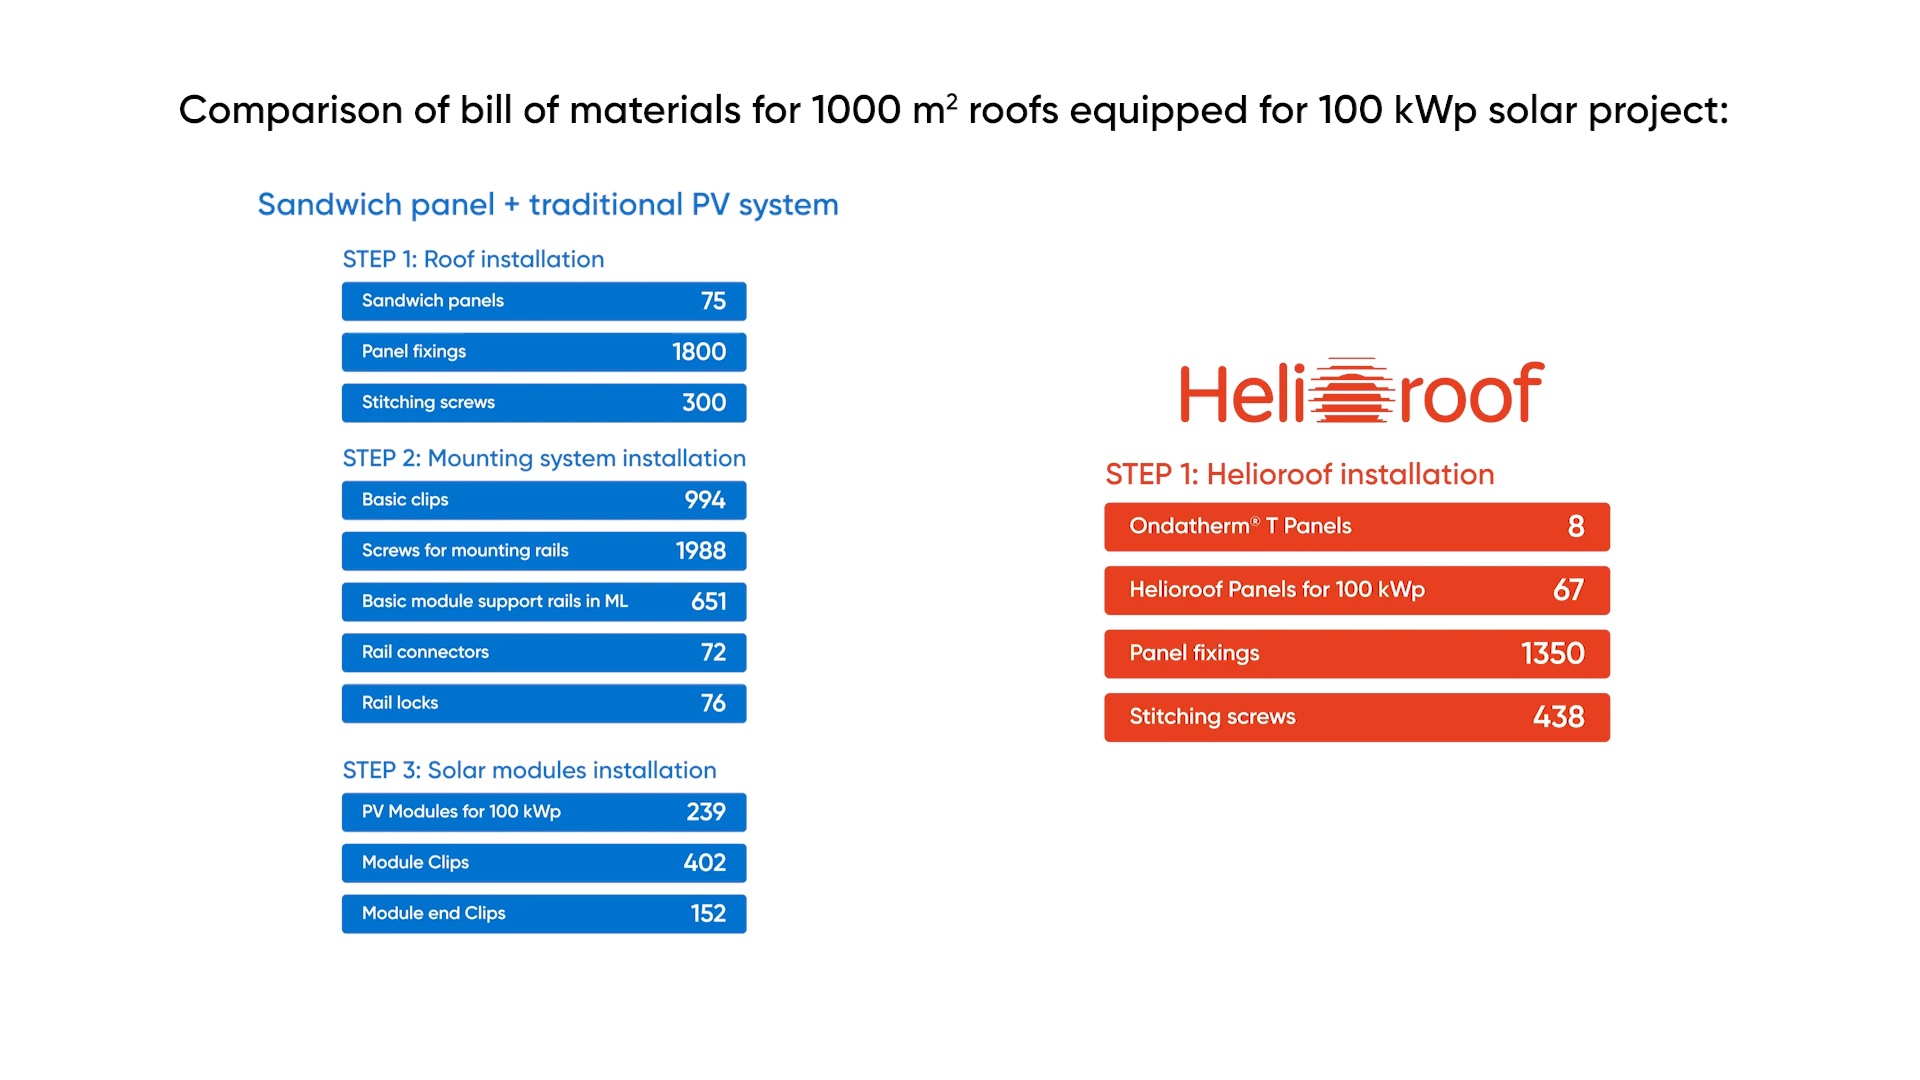 Comparison of bill of materials for 1000 m² roofs equipped for 100 kWp solar project:
Sandwich panel + traditional PV system
STEP 1: Roof installation
Sandwich panels 75
Panel fixings 1800
Stitching screws 300
STEP 2: Mounting system installation
Basic clips 994
Screws for mounting rails 1988
Basic module support rails in ML 651
Rail connectors 72
Rail locks 76
STEP 3: Solar modules installation
PV Modules for 100 kWp 239
Module Clips 402
Module end Clips 152
Helioroof
STEP 1: Helioroof installation
Ondatherm® T Panels 8
Helioroof Panels for 100 kWp 67
Panel fixings 1350
Stitching screws 438